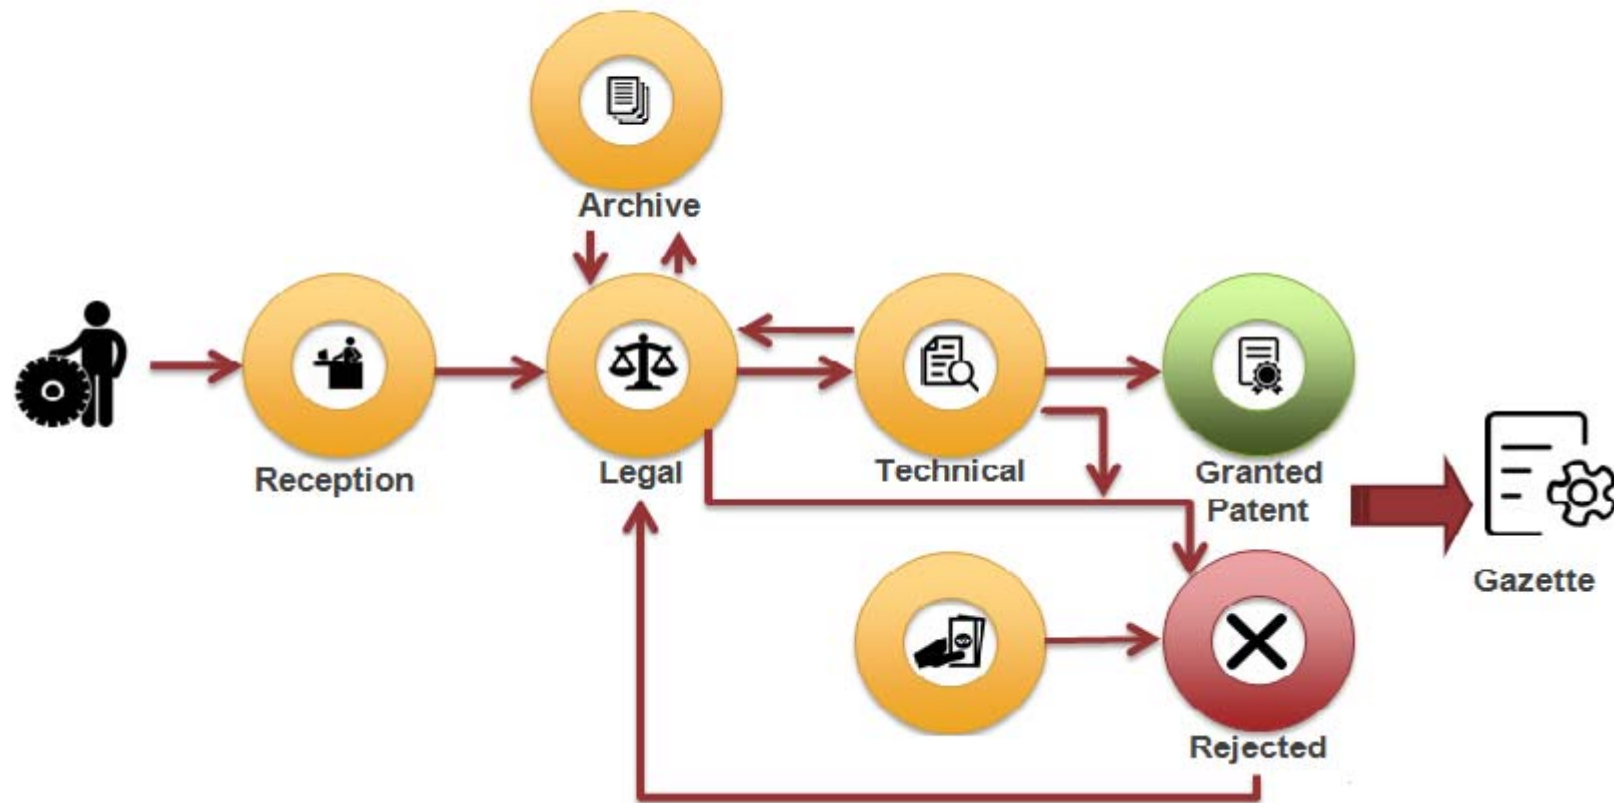 Archive
Reception
Legal
Technical
Granted
Patent
Gazette
Rejected